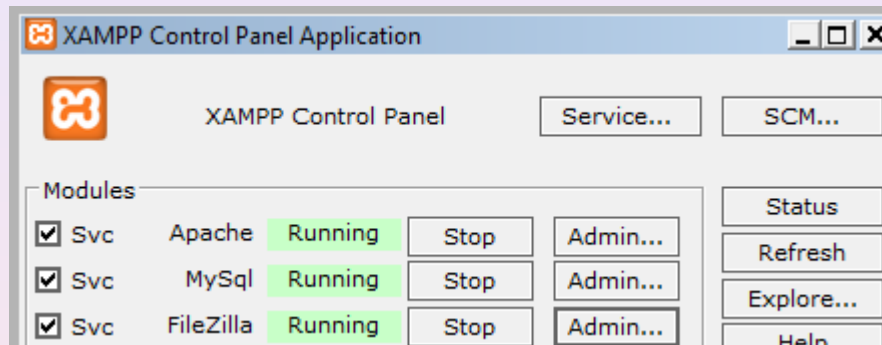 XAMPP Control Panel Application
XAMPP Control Panel Service... SCM...
Modules
Status
Svc Apache Running Stop Admin...
Refresh
Svc MySql Running Stop Admin...
Explore...
Svc FileZilla Running Stop Admin...
Help